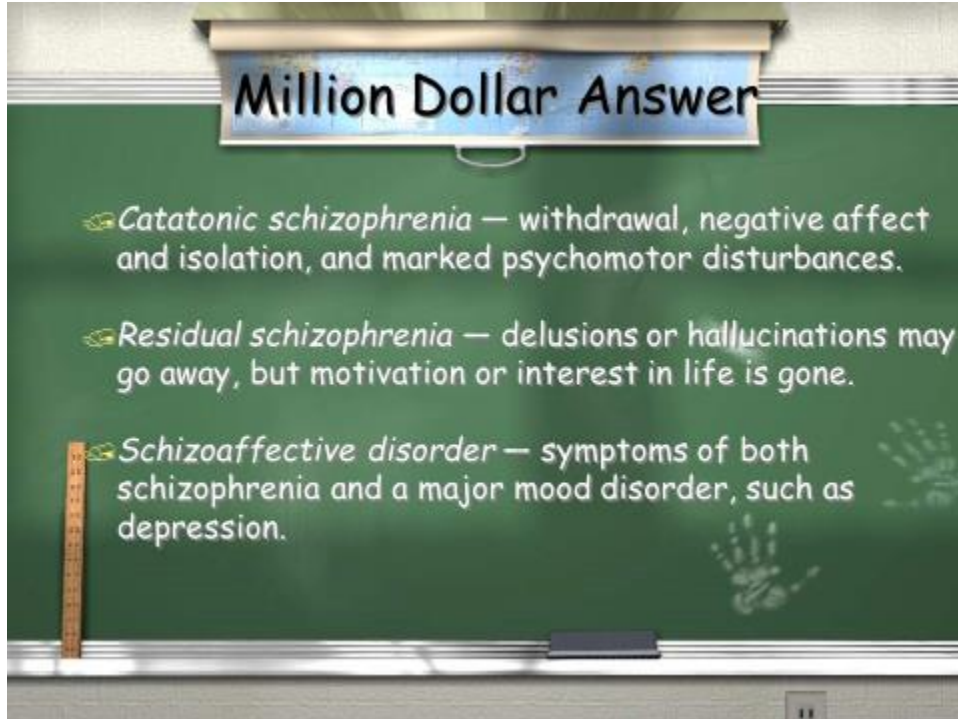 Million Dollar Answer
Catatonic schizophrenia — withdrawal, negative affect
and isolation, and marked psychomotor disturbances.
Residual schizophrenia — delusions or hallucinations may
go away, but motivation or interest in life is gone.
Schizoaffective disorder — symptoms of both
schizophrenia and a major mood disorder, such as
depression.